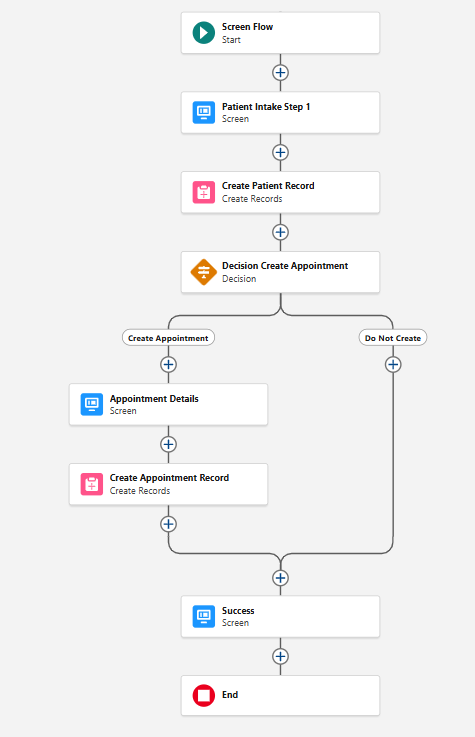 Screen Flow
Start
Patient Intake Step 1
Screen
Create Patient Record
Create Records
Decision Create Appointment
Decision
Create Appointment
Do Not Create
Appointment Details
Screen
Create Appointment Record
Create Records
Success
Screen
End